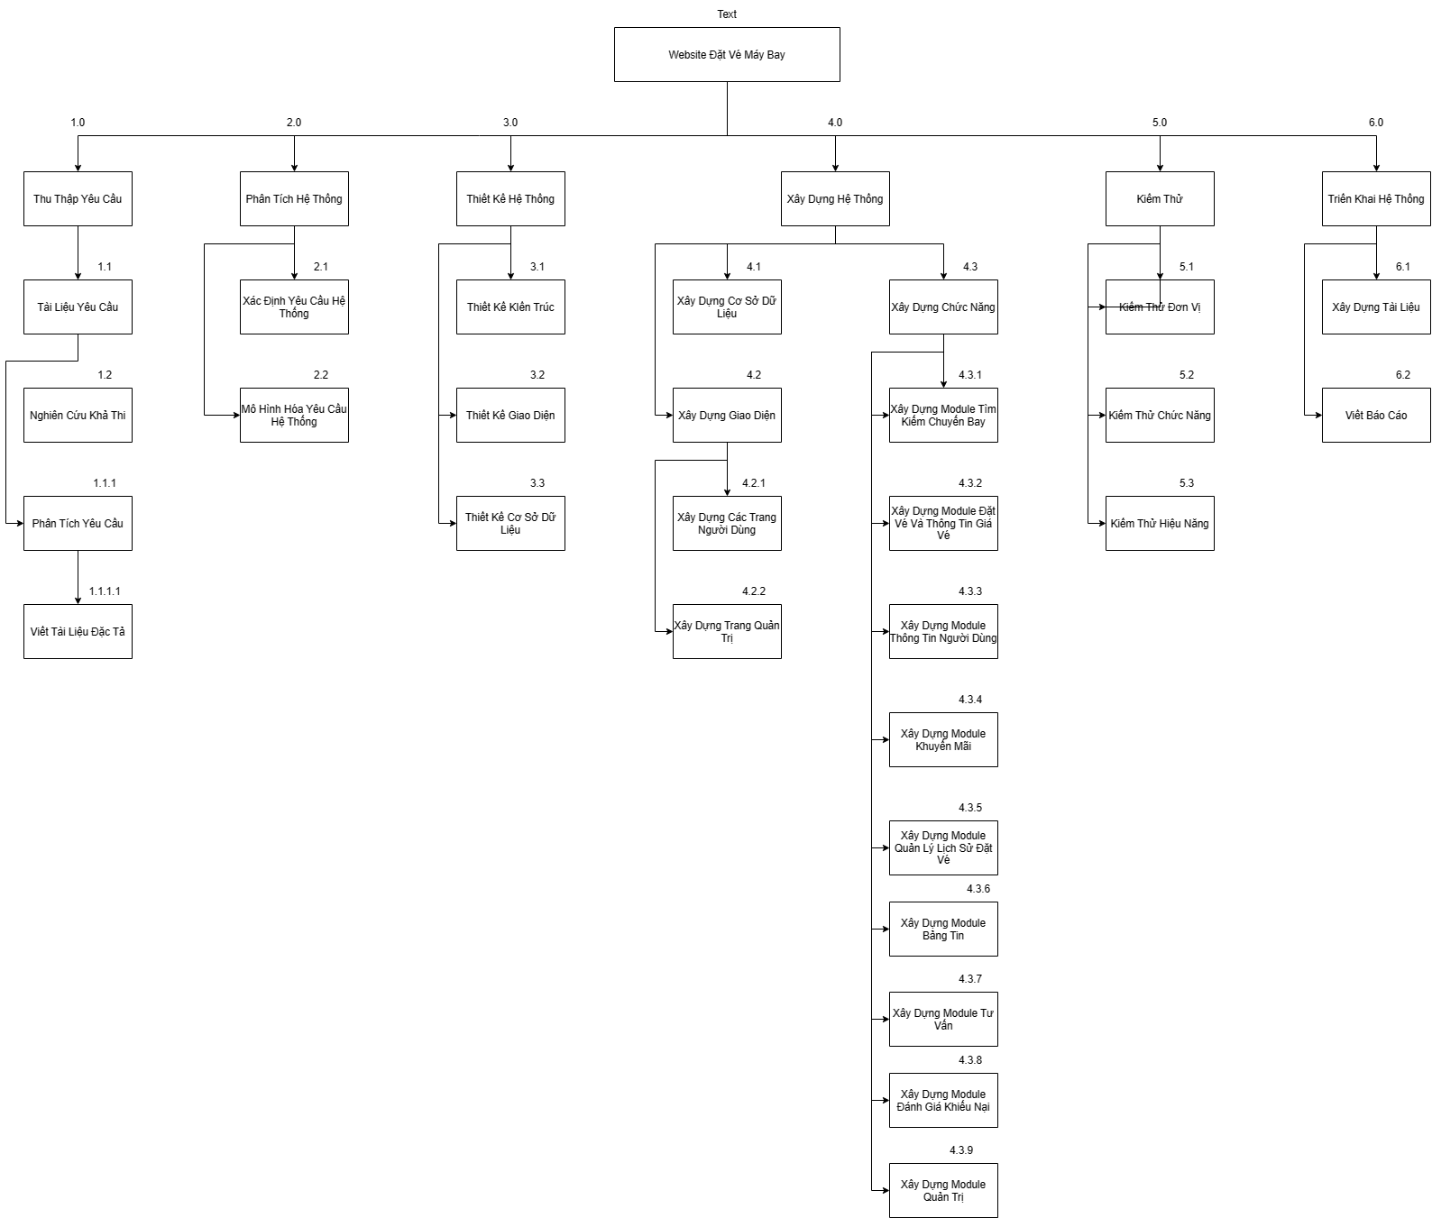 Text
Website Đặt Vé Máy Bay
1.0
2.0
3.0
4.0
5.0
6.0
Thu Thập Yêu Cầu
Phân Tích Hệ Thống
Thiết Kế Hệ Thống
Xây Dựng Hệ Thống
Kiểm Thử
Triển Khai Hệ Thống
1.1
2.1
3.1
4.1
4.3
5.1
6.1
Tài Liệu Yêu Cầu
Xác Định Yêu Cầu Hệ
Thống
Thiết Kế Kiến Trúc
Xây Dựng Cơ Sở Dữ
Liệu
Xây Dựng Chức Năng
Kiểm Thử Đơn Vị
Xây Dựng Tài Liệu
1.2
2.2
3.2
4.2
4.3.1
5.2
6.2
Nghiên Cứu Khả Thi
Mô Hình Hóa Yêu Cầu
Hệ Thống
Thiết Kế Giao Diện
Xây Dựng Giao Diện
Xây Dựng Module Tìm
Kiếm Chuyến Bay
Kiểm Thử Chức Năng
Viết Báo Cáo
1.1.1
3.3
4.2.1
4.3.2
5.3
Phân Tích Yêu Cầu
Thiết Kế Cơ Sở Dữ
Liệu
Xây Dựng Các Trang
Người Dùng
Xây Dựng Module Đặt
Vé Và Thông Tin Giá
Vé
Kiểm Thử Hiệu Năng
1.1.1.1
4.2.2
4.3.3
Viết Tài Liệu Đặc Tả
Xây Dựng Trang Quản
Trị
Xây Dựng Module
Thông Tin Người Dùng
4.3.4
Xây Dựng Module
Khuyến Mãi
4.3.5
Xây Dựng Module
Quản Lý Lịch Sử Đặt
Vé
4.3.6
Xây Dựng Module
Bảng Tin
4.3.7
Xây Dựng Module Tư
Vấn
4.3.8
Xây Dựng Module
Đánh Giá Khiếu Nại
4.3.9
Xây Dựng Module
Quản Trị